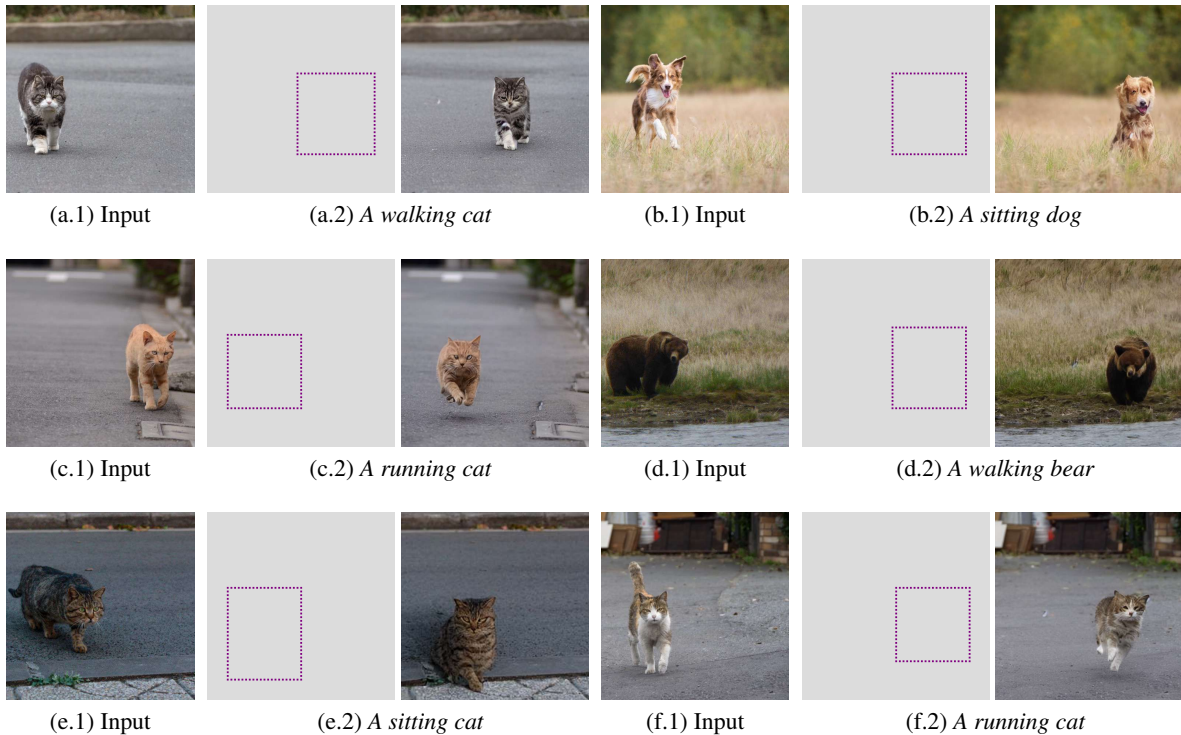 (a.1) Input
(a.2) A walking cat
(b.1) Input
(b.2) A sitting dog
(c.1) Input
(c.2) A running cat
(d.1) Input
(d.2) A walking bear
(e.1) Input
(e.2) A sitting cat
(f.1) Input
(f.2) A running cat